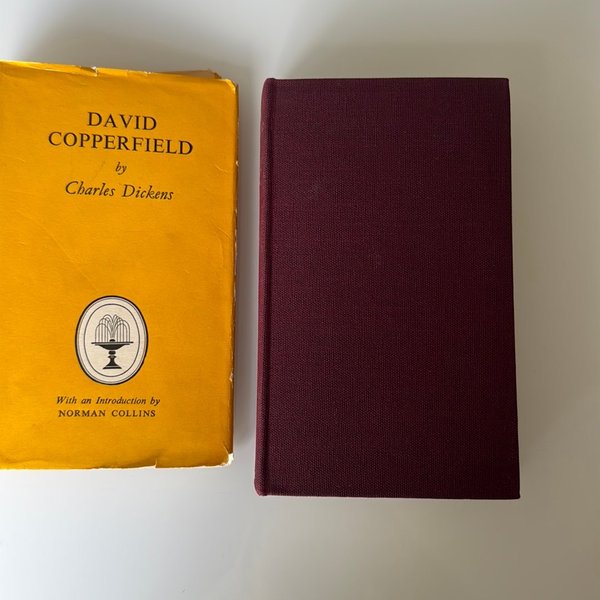 DAVID
COPPERFIELD
by
Charles Dickens
With an Introduction by
NORMAN COLLINS